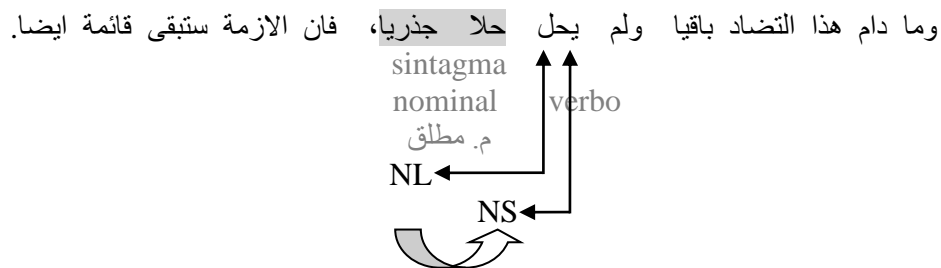 وما دام هذا التضاد باقيا ولم يحل حلا جذريا، فان الازمة ستبقى قائمة ايضا.
sintagma
nominal verbo
م. مطلق
NL
NS